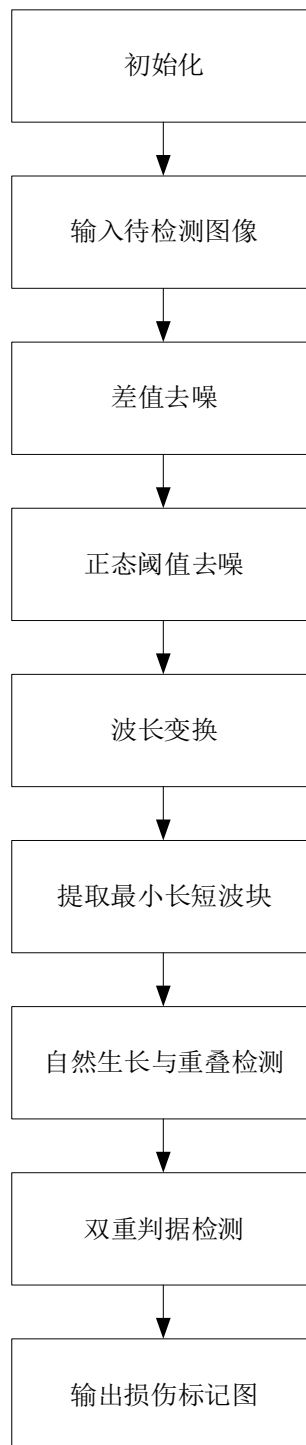 初始化
输入待检测图像
差值去噪
正态阈值去噪
波长变换
提取最小长短波块
自然生长与重叠检测
双重判据检测
输出损伤标记图